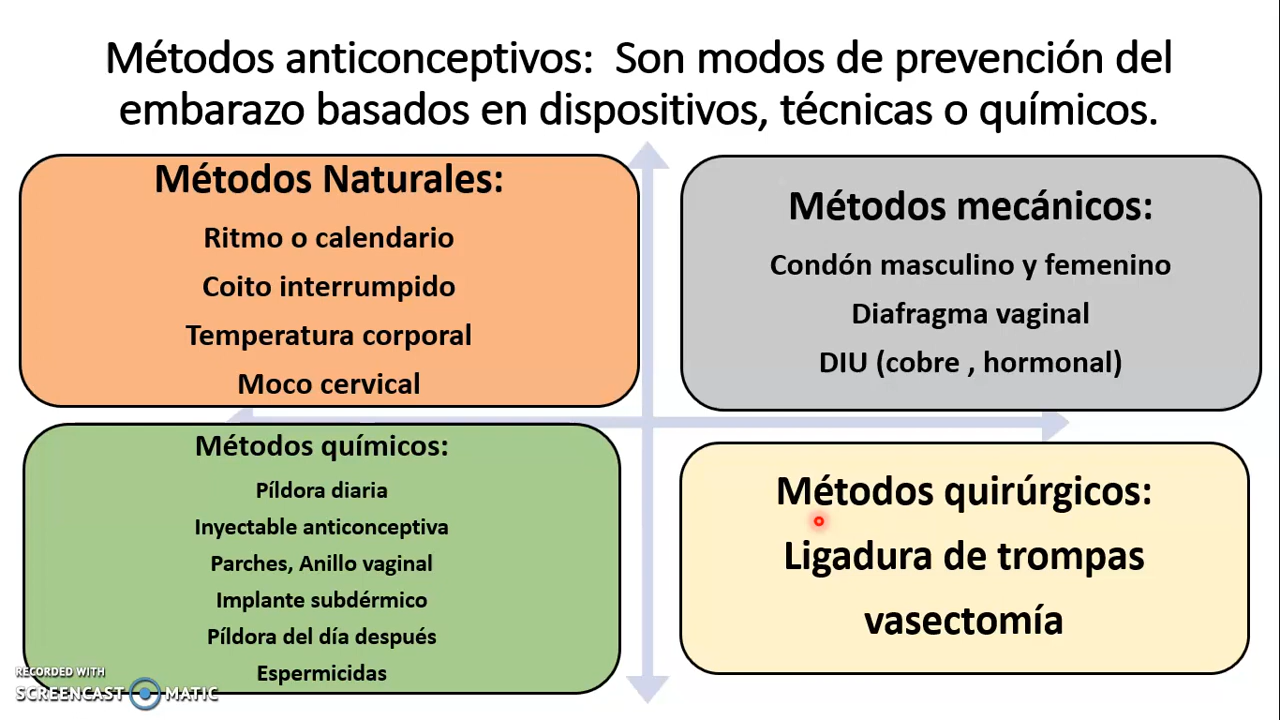 Métodos anticonceptivos: Son modos de prevención del
embarazo basados en dispositivos, técnicas o químicos.
Métodos Naturales:
Ritmo o calendario
Coito interrumpido
Temperatura corporal
Moco cervical
Métodos mecánicos:
Condón masculino y femenino
Diafragma vaginal
DIU (cobre , hormonal)
Métodos químicos:
Píldora diaria
Inyectable anticonceptiva
Parches, Anillo vaginal
Implante subdérmico
Píldora del día después
Espermicidas
Métodos quirúrgicos:
Ligadura de trompas
vasectomía
RECORDED WITH
SCREENCAST MATIC